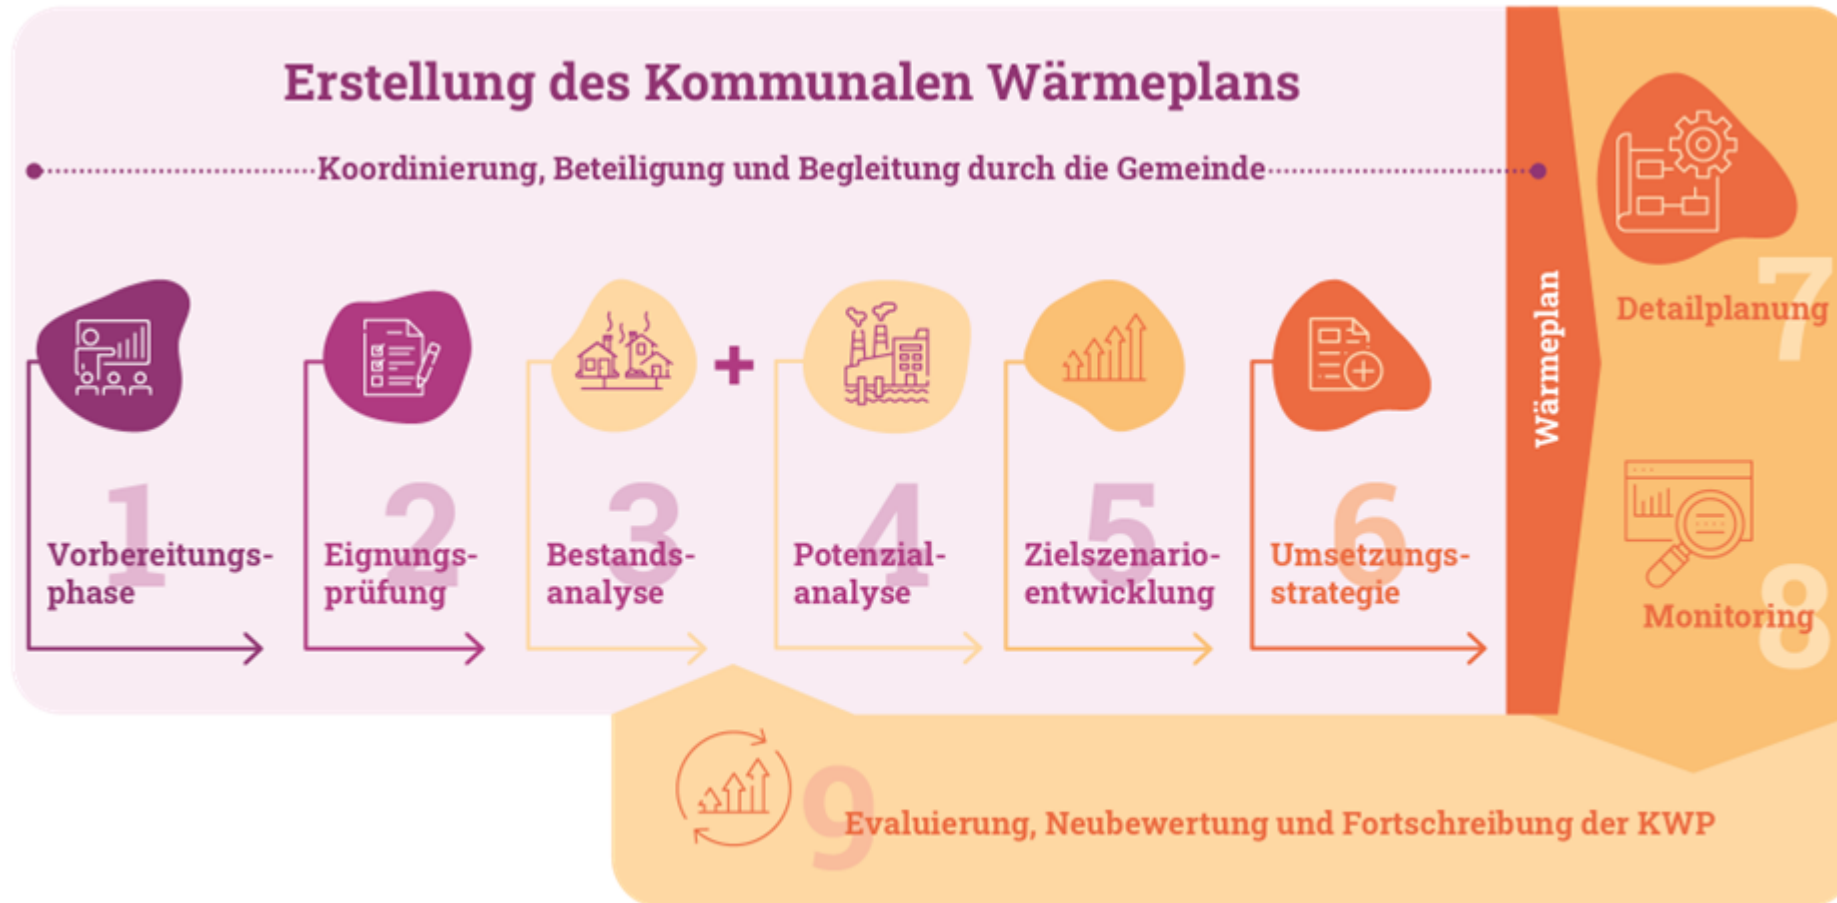 Erstellung des Kommunalen Wärmeplans
Koordinierung, Beteiligung und Begleitung durch die Gemeinde
1
Vorbereitungs-
phase
2
Eignungs-
prüfung
3
Bestands-
analyse
+
4
Potenzial-
analyse
5
Zielszenario-
entwicklung
6
Umsetzungs-
strategie
Wärmeplan
7
Detailplanung
8
Monitoring
9
Evaluierung, Neubewertung und Fortschreibung der KWP